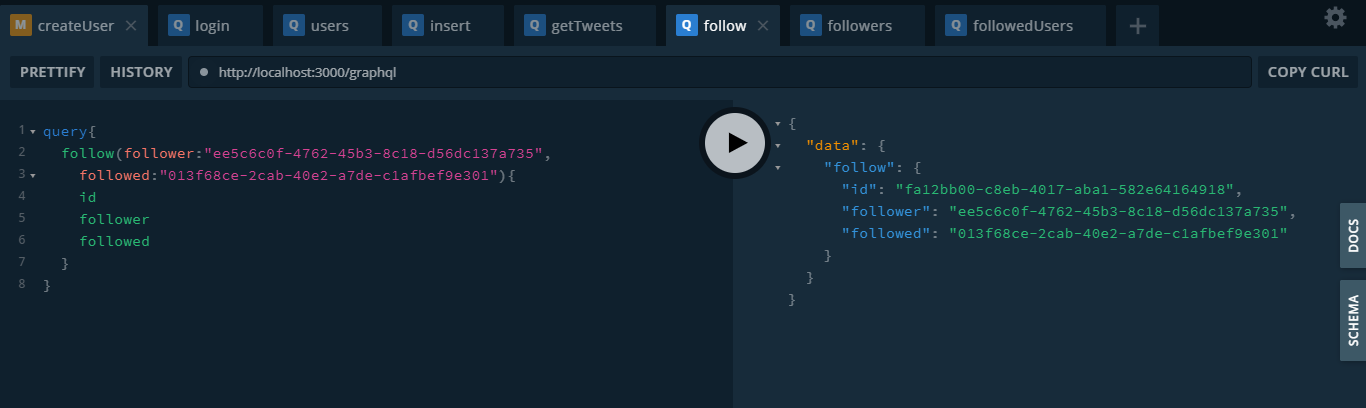 M createUser ×
Q login
Q users
Q insert
Q getTweets
Q follow ×
Q followers
Q followedUsers
+
PRETTIFY
HISTORY
http://localhost:3000/graphql
COPY CURL
1 query{
2 follow(follower:"ee5c6c0f-4762-45b3-8c18-d56dc137a735",
3 followed:"013f68ce-2cab-40e2-a7de-c1afbef9e301"){
4 id
5 follower
6 followed
7 }
8 }
{
"data": {
"follow": {
"id": "fa12bb00-c8eb-4017-aba1-582e64164918",
"follower": "ee5c6c0f-4762-45b3-8c18-d56dc137a735",
"followed": "013f68ce-2cab-40e2-a7de-c1afbef9e301"
}
}
}
DOCS
SCHEMA